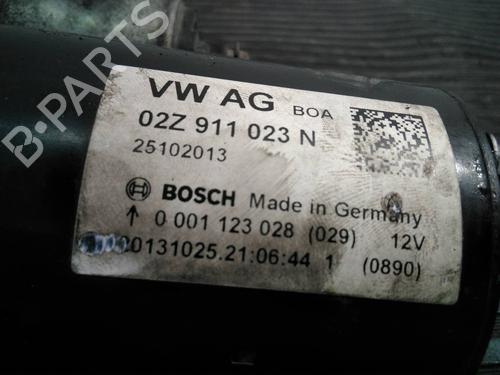 VW AG BOA
02Z 911 023 N
25102013
BOSCH Made in Germany
↑ 0 001 123 028 (029) 12V
20131025.21:06:44 1 (0890)
B-PARTS